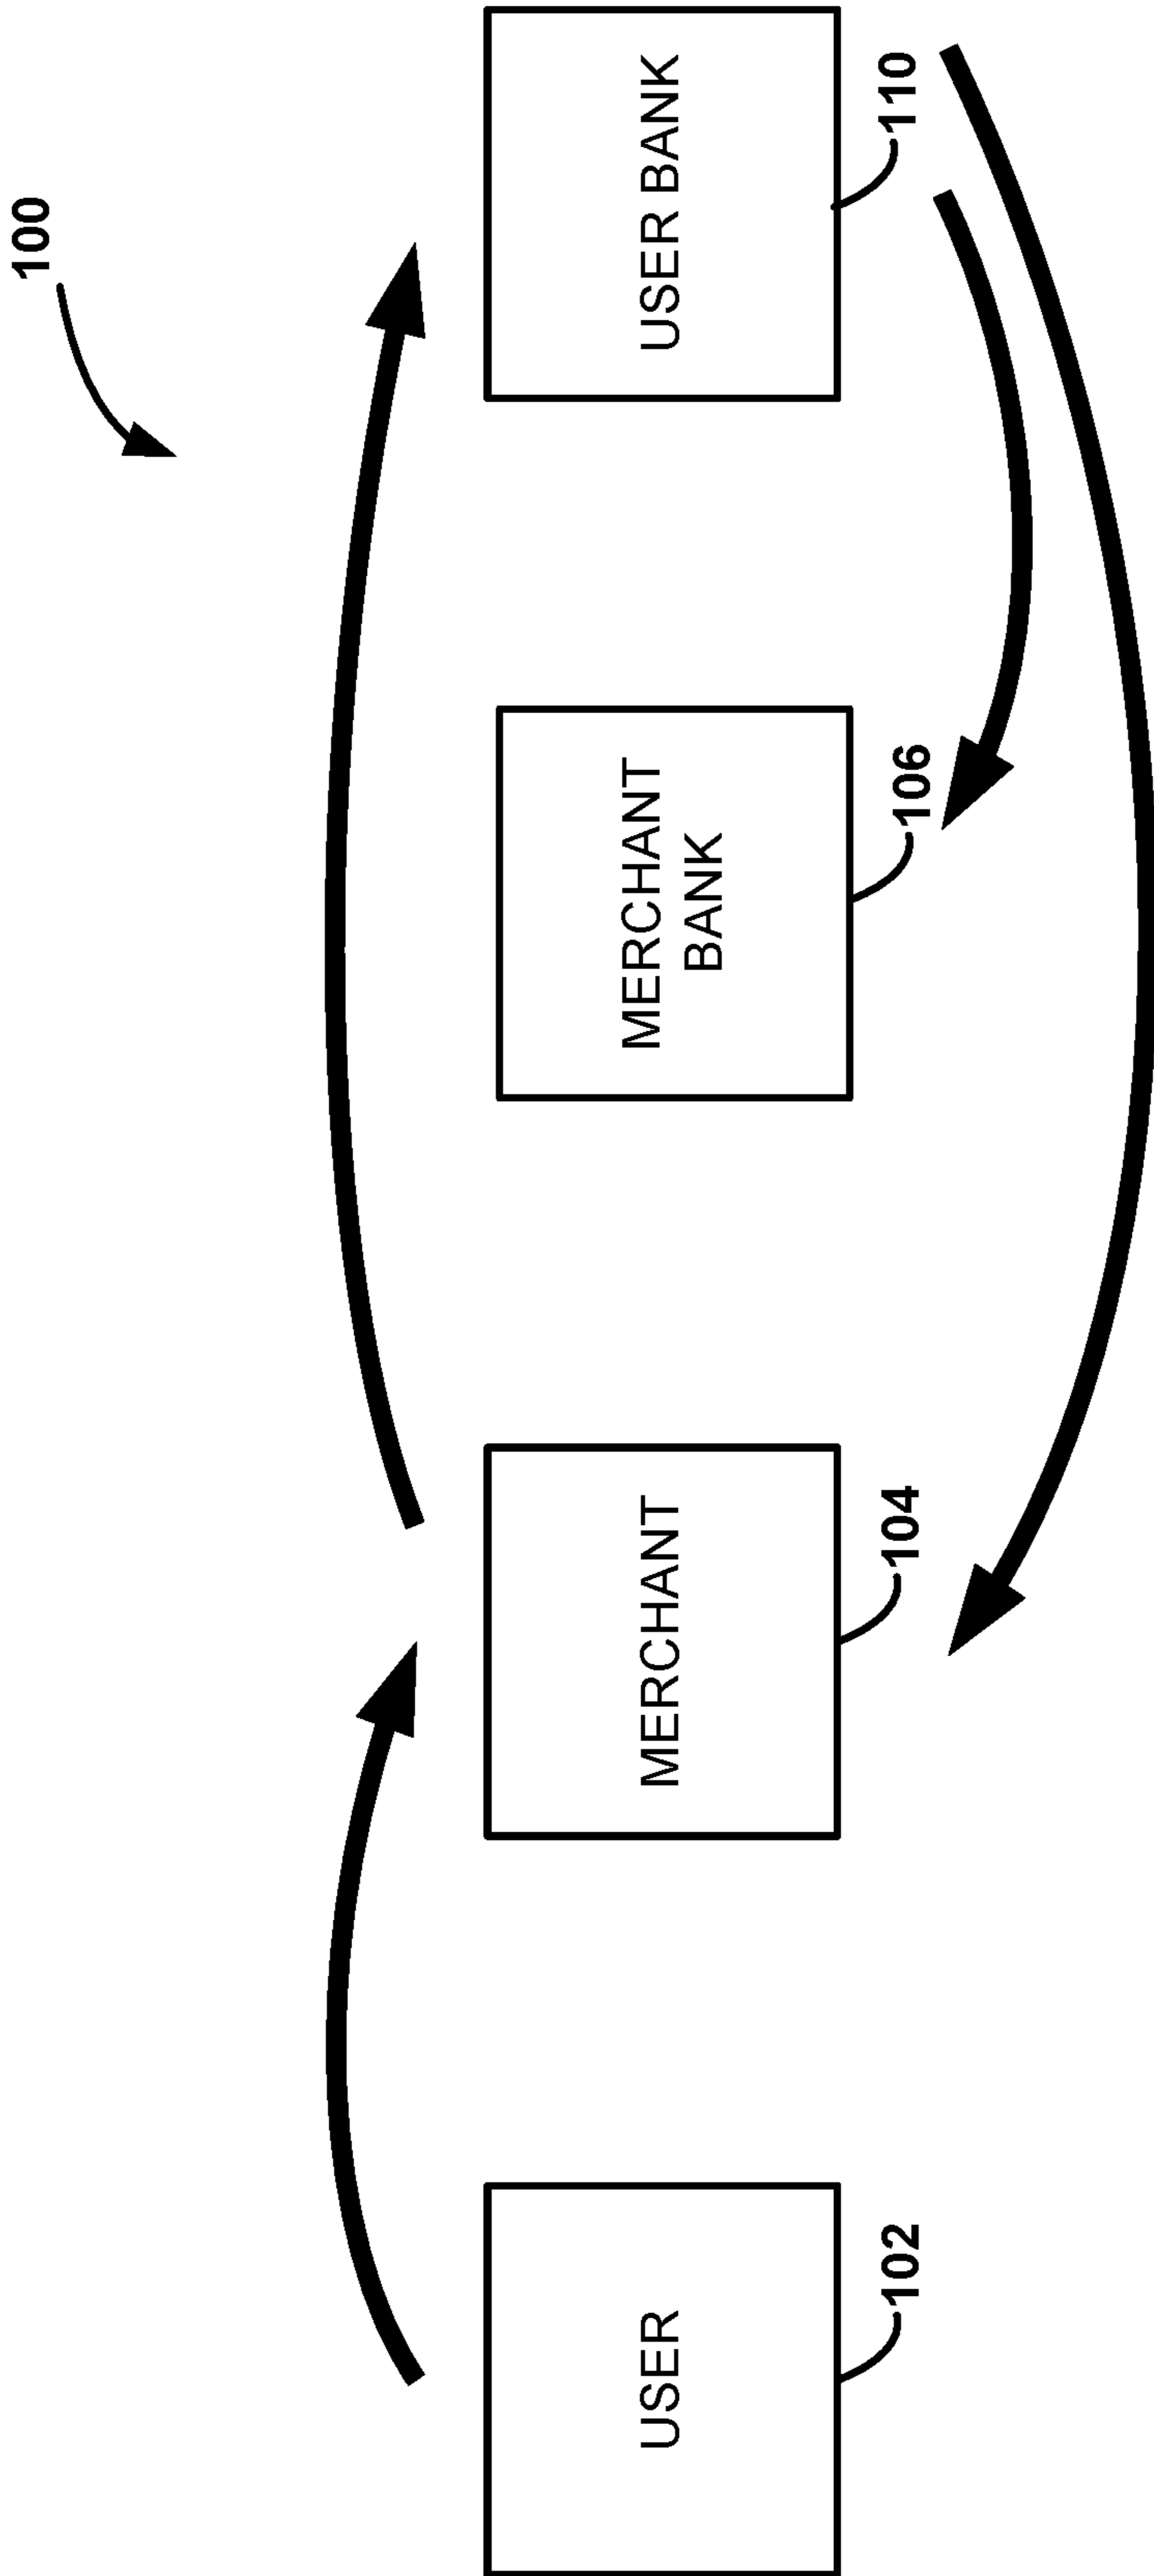 100
USER
102
MERCHANT
104
MERCHANT
BANK
106
USER BANK
110